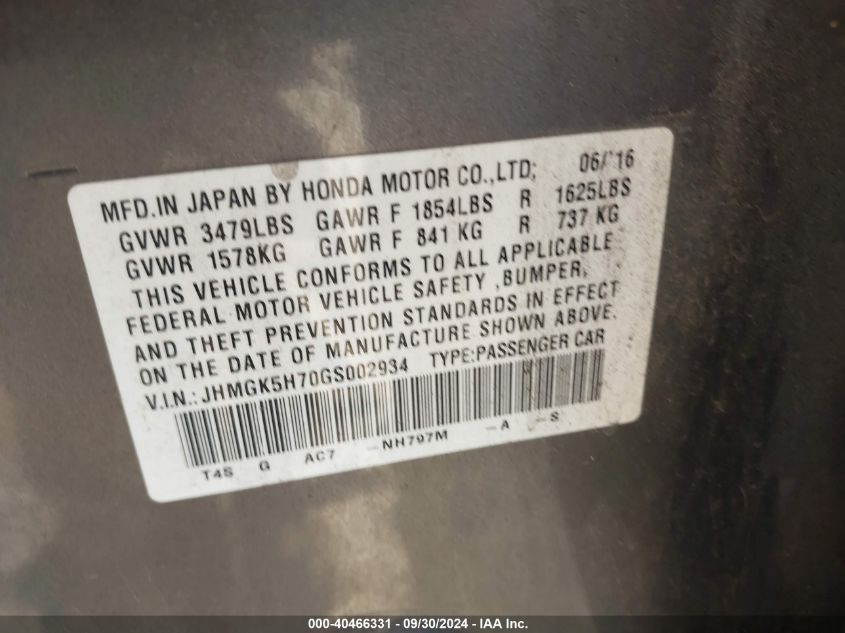 MFD.IN JAPAN BY HONDA MOTOR CO.,LTD; 06/'16
GVWR 3479LBS GAWR F 1854LBS R 1625LBS
GVWR 1578KG GAWR F 841 KG R 737 KG
THIS VEHICLE CONFORMS TO ALL APPLICABLE
FEDERAL MOTOR VEHICLE SAFETY ,BUMPER,
AND THEFT PREVENTION STANDARDS IN EFFECT
ON THE DATE OF MANUFACTURE SHOWN ABOVE.
V.I.N.: JHMGK5H70GS002934 TYPE:PASSENGER CAR
T4S G AC7 -NH797M -A -S
000-40466331 - 09/30/2024 - IAA Inc.